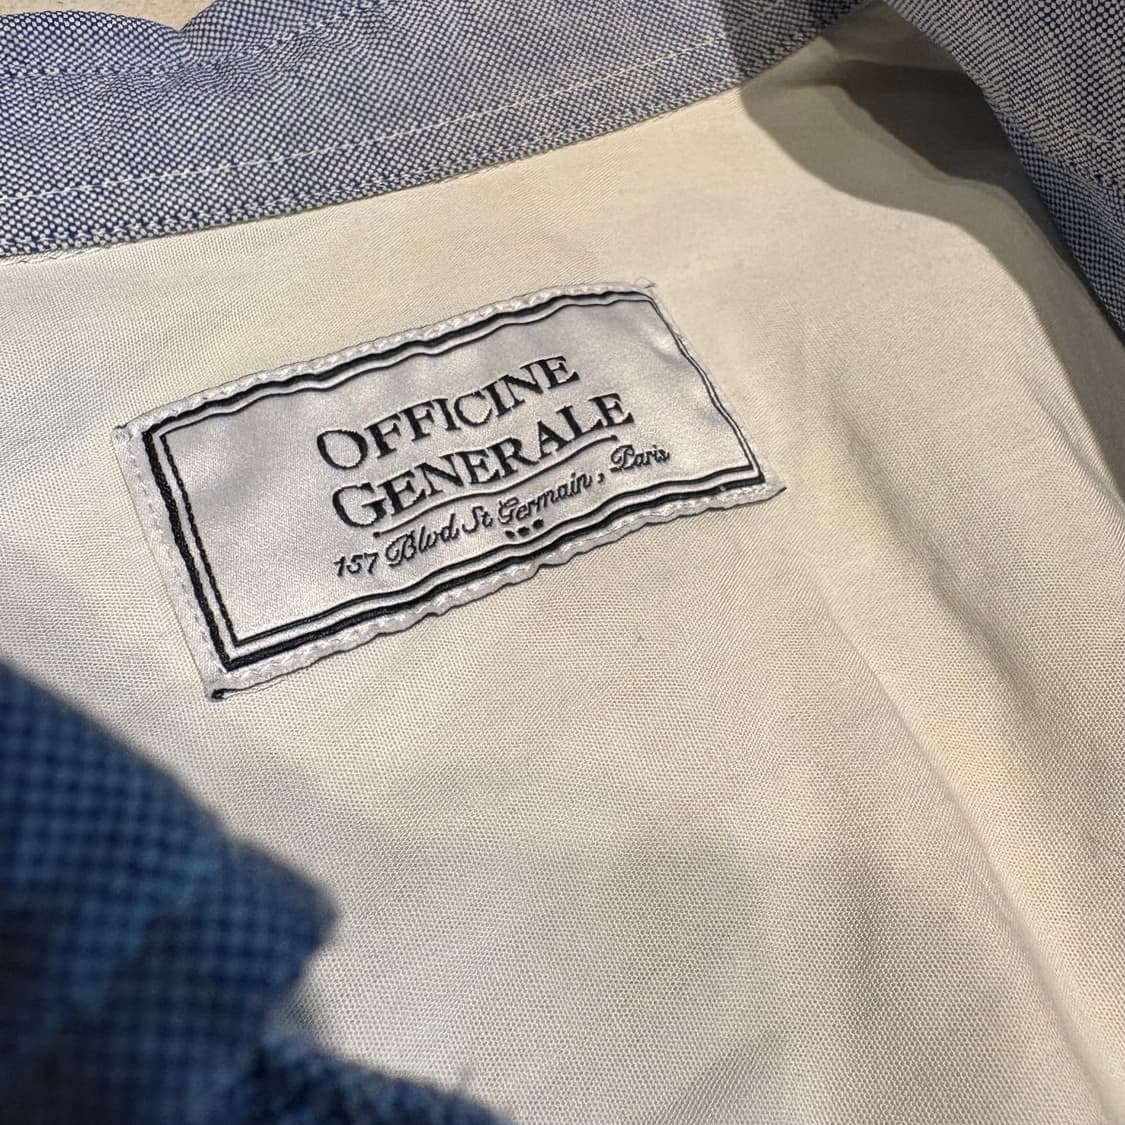 OFFICINE
GENERALE
157 Blvd St Germain, Paris